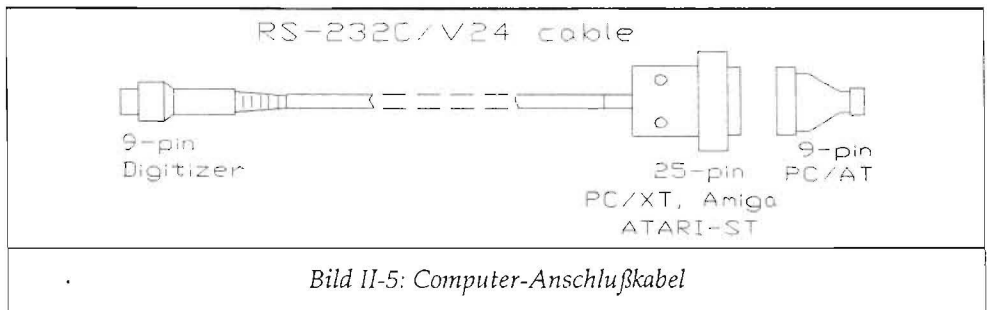 RS-232C/V24 cable
9-pin
Digitizer
25-pin
PC/XT, Amiga
ATARI-ST
9-pin
PC/AT
Bild II-5: Computer-Anschlußkabel